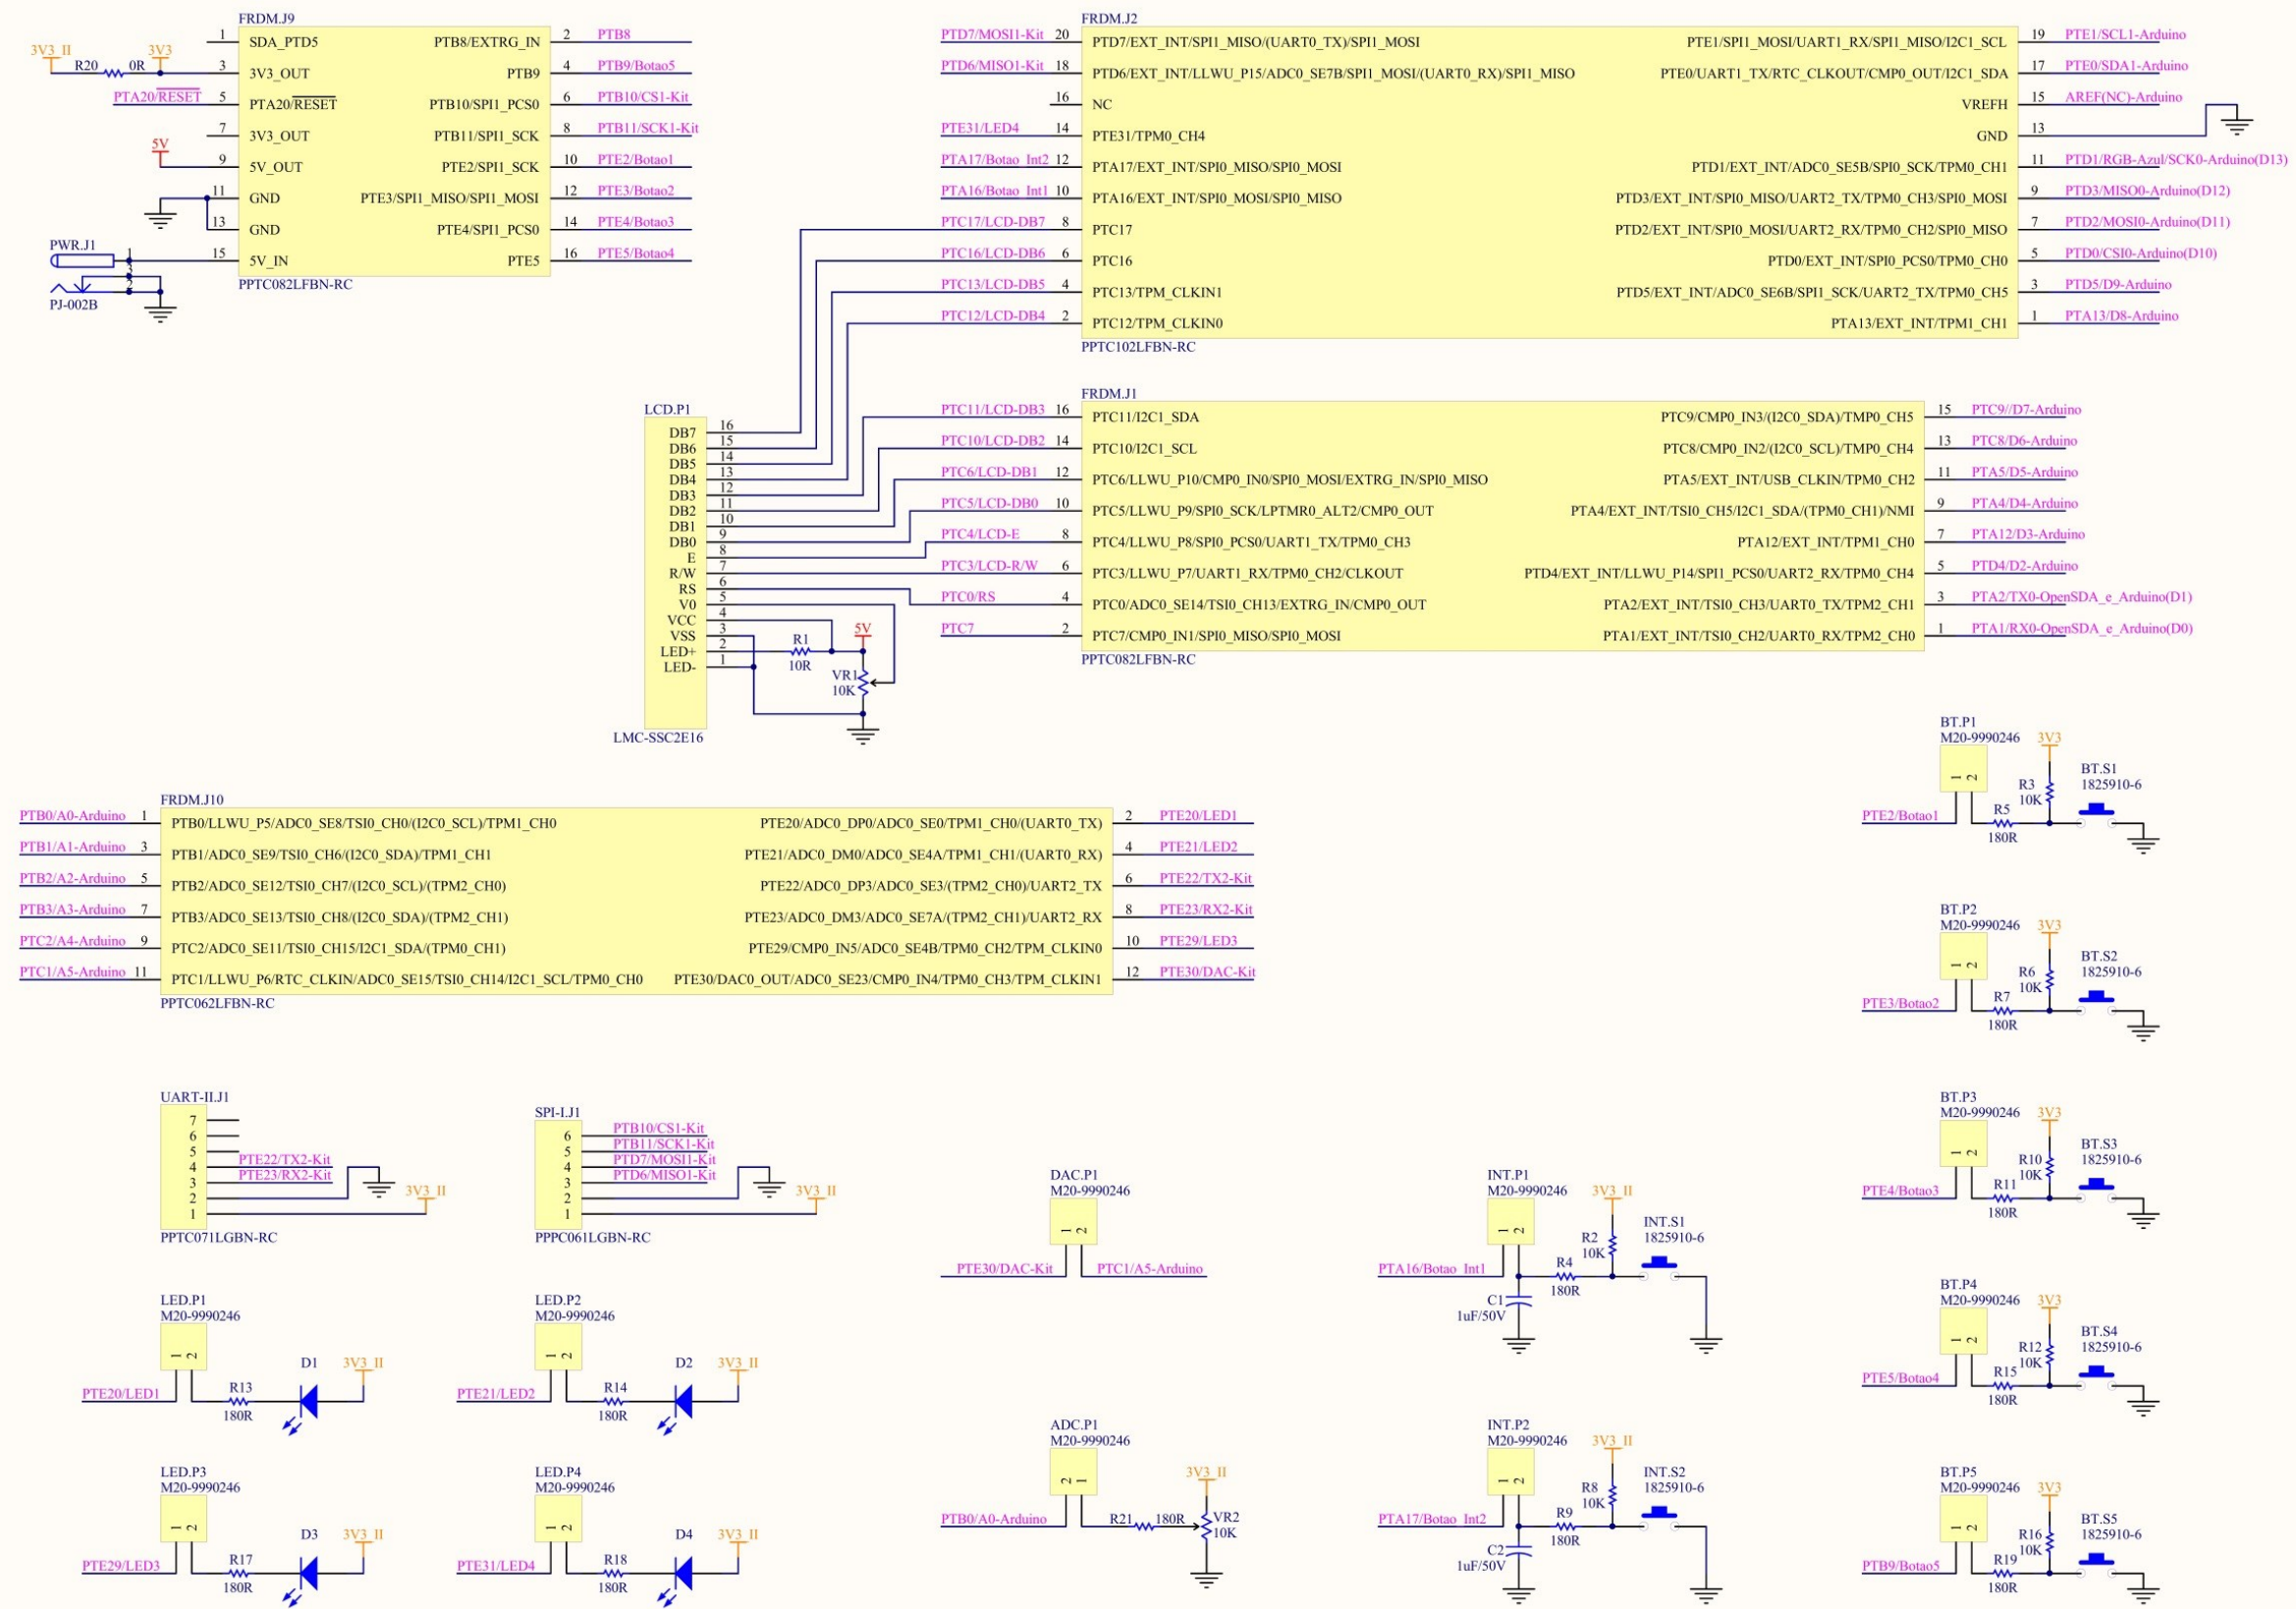 FRDM.J9
1 SDA_PTD5 PTB8/EXTRG_IN 2 PTB8
3V3_II R20 0R 3V3 3 3V3_OUT PTB9 4 PTB9/Botao5
PTA20/RESET 5 PTA20/RESET PTB10/SPI1_PCS0 6 PTB10/CS1-Kit
7 3V3_OUT PTB11/SPI1_SCK 8 PTB11/SCK1-Kit
5V 9 5V_OUT PTE2/SPI1_SCK 10 PTE2/Botao1
11 GND PTE3/SPI1_MISO/SPI1_MOSI 12 PTE3/Botao2
13 GND PTE4/SPI1_PCS0 14 PTE4/Botao3
PWR.J1 1 15 5V_IN PTE5 16 PTE5/Botao4
3
2
PJ-002B
PPTC082LFBN-RC
FRDM.J2
PTD7/MOSI1-Kit 20 PTD7/EXT_INT/SPI1_MISO/(UART0_TX)/SPI1_MOSI PTE1/SPI1_MOSI/UART1_RX/SPI1_MISO/I2C1_SCL 19 PTE1/SCL1-Arduino
PTD6/MISO1-Kit 18 PTD6/EXT_INT/LLWU_P15/ADC0_SE7B/SPI1_MOSI/(UART0_RX)/SPI1_MISO PTE0/UART1_TX/RTC_CLKOUT/CMP0_OUT/I2C1_SDA 17 PTE0/SDA1-Arduino
16 NC VREFH 15 AREF(NC)-Arduino
PTE31/LED4 14 PTE31/TPM0_CH4 GND 13
PTA17/Botao_Int2 12 PTA17/EXT_INT/SPI0_MISO/SPI0_MOSI PTD1/EXT_INT/ADC0_SE5B/SPI0_SCK/TPM0_CH1 11 PTD1/RGB-Azul/SCK0-Arduino(D13)
PTA16/Botao_Int1 10 PTA16/EXT_INT/SPI0_MOSI/SPI0_MISO PTD3/EXT_INT/SPI0_MISO/UART2_TX/TPM0_CH3/SPI0_MOSI 9 PTD3/MISO0-Arduino(D12)
PTC17/LCD-DB7 8 PTC17 PTD2/EXT_INT/SPI0_MOSI/UART2_RX/TPM0_CH2/SPI0_MISO 7 PTD2/MOSI0-Arduino(D11)
PTC16/LCD-DB6 6 PTC16 PTD0/EXT_INT/SPI0_PCS0/TPM0_CH0 5 PTD0/CSI0-Arduino(D10)
PTC13/LCD-DB5 4 PTC13/TPM_CLKIN1 PTD5/EXT_INT/ADC0_SE6B/SPI1_SCK/UART2_TX/TPM0_CH5 3 PTD5/D9-Arduino
PTC12/LCD-DB4 2 PTC12/TPM_CLKIN0 PTA13/EXT_INT/TPM1_CH1 1 PTA13/D8-Arduino
PPTC102LFBN-RC
FRDM.J1
PTC11/LCD-DB3 16 PTC11/I2C1_SDA PTC9/CMP0_IN3/(I2C0_SDA)/TMP0_CH5 15 PTC9//D7-Arduino
PTC10/LCD-DB2 14 PTC10/I2C1_SCL PTC8/CMP0_IN2/(I2C0_SCL)/TMP0_CH4 13 PTC8/D6-Arduino
PTC6/LCD-DB1 12 PTC6/LLWU_P10/CMP0_IN0/SPI0_MOSI/EXTRG_IN/SPI0_MISO PTA5/EXT_INT/USB_CLKIN/TPM0_CH2 11 PTA5/D5-Arduino
PTC5/LCD-DB0 10 PTC5/LLWU_P9/SPI0_SCK/LPTMR0_ALT2/CMP0_OUT PTA4/EXT_INT/TSI0_CH5/I2C1_SDA/(TPM0_CH1)/NMI 9 PTA4/D4-Arduino
PTC4/LCD-E 8 PTC4/LLWU_P8/SPI0_PCS0/UART1_TX/TPM0_CH3 PTA12/EXT_INT/TPM1_CH0 7 PTA12/D3-Arduino
PTC3/LCD-R/W 6 PTC3/LLWU_P7/UART1_RX/TPM0_CH2/CLKOUT PTD4/EXT_INT/LLWU_P14/SPI1_PCS0/UART2_RX/TPM0_CH4 5 PTD4/D2-Arduino
PTC0/RS 4 PTC0/ADC0_SE14/TSI0_CH13/EXTRG_IN/CMP0_OUT PTA2/EXT_INT/TSI0_CH3/UART0_TX/TPM2_CH1 3 PTA2/TX0-OpenSDA_e_Arduino(D1)
PTC7 2 PTC7/CMP0_IN1/SPI0_MISO/SPI0_MOSI PTA1/EXT_INT/TSI0_CH2/UART0_RX/TPM2_CH0 1 PTA1/RX0-OpenSDA_e_Arduino(D0)
PPTC082LFBN-RC
LCD.P1
DB7 16
DB6 15
DB5 14
DB4 13
DB3 12
DB2 11
DB1 10
DB0 9
E 8
R/W 7
RS 6
V0 5
VCC 4
VSS 3
LED+ 2
LED- 1
R1
10R
5V
VR1
10K
LMC-SSC2E16
FRDM.J10
PTB0/A0-Arduino 1 PTB0/LLWU_P5/ADC0_SE8/TSI0_CH0/(I2C0_SCL)/TPM1_CH0 PTE20/ADC0_DP0/ADC0_SE0/TPM1_CH0/(UART0_TX) 2 PTE20/LED1
PTB1/A1-Arduino 3 PTB1/ADC0_SE9/TSI0_CH6/(I2C0_SDA)/TPM1_CH1 PTE21/ADC0_DM0/ADC0_SE4A/TPM1_CH1/(UART0_RX) 4 PTE21/LED2
PTB2/A2-Arduino 5 PTB2/ADC0_SE12/TSI0_CH7/(I2C0_SCL)/(TPM2_CH0) PTE22/ADC0_DP3/ADC0_SE3/(TPM2_CH0)/UART2_TX 6 PTE22/TX2-Kit
PTB3/A3-Arduino 7 PTB3/ADC0_SE13/TSI0_CH8/(I2C0_SDA)/(TPM2_CH1) PTE23/ADC0_DM3/ADC0_SE7A/(TPM2_CH1)/UART2_RX 8 PTE23/RX2-Kit
PTC2/A4-Arduino 9 PTC2/ADC0_SE11/TSI0_CH15/I2C1_SDA/(TPM0_CH1) PTE29/CMP0_IN5/ADC0_SE4B/TPM0_CH2/TPM_CLKIN0 10 PTE29/LED3
PTC1/A5-Arduino 11 PTC1/LLWU_P6/RTC_CLKIN/ADC0_SE15/TSI0_CH14/I2C1_SCL/TPM0_CH0 PTE30/DAC0_OUT/ADC0_SE23/CMP0_IN4/TPM0_CH3/TPM_CLKIN1 12 PTE30/DAC-Kit
PPTC062LFBN-RC
UART-II.J1
7
6
5
4 PTE22/TX2-Kit
3 PTE23/RX2-Kit
2
1 3V3_II
PPTC071LGBN-RC
SPI-I.J1
6 PTB10/CS1-Kit
5 PTB11/SCK1-Kit
4 PTD7/MOSI1-Kit
3 PTD6/MISO1-Kit
2
1 3V3_II
PPPC061LGBN-RC
LED.P1
M20-9990246
1 2
PTE20/LED1
R13
180R
D1
3V3_II
LED.P2
M20-9990246
1 2
PTE21/LED2
R14
180R
D2
3V3_II
LED.P3
M20-9990246
1 2
PTE29/LED3
R17
180R
D3
3V3_II
LED.P4
M20-9990246
1 2
PTE31/LED4
R18
180R
D4
3V3_II
DAC.P1
M20-9990246
1 2
PTE30/DAC-Kit PTC1/A5-Arduino
ADC.P1
M20-9990246
2 1
PTB0/A0-Arduino
R21 180R
3V3_II
VR2
10K
INT.P1
M20-9990246
1 2
PTA16/Botao_Int1
C1
1uF/50V
R4
180R
R2
10K
3V3_II
INT.S1
1825910-6
INT.P2
M20-9990246
1 2
PTA17/Botao_Int2
C2
1uF/50V
R9
180R
R8
10K
3V3_II
INT.S2
1825910-6
BT.P1
M20-9990246
1 2
PTE2/Botao1
R5
180R
R3
10K
3V3
BT.S1
1825910-6
BT.P2
M20-9990246
1 2
PTE3/Botao2
R7
180R
R6
10K
3V3
BT.S2
1825910-6
BT.P3
M20-9990246
1 2
PTE4/Botao3
R11
180R
R10
10K
3V3
BT.S3
1825910-6
BT.P4
M20-9990246
1 2
PTE5/Botao4
R15
180R
R12
10K
3V3
BT.S4
1825910-6
BT.P5
M20-9990246
1 2
PTB9/Botao5
R19
180R
R16
10K
3V3
BT.S5
1825910-6